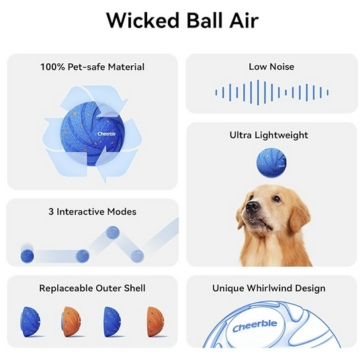 Wicked Ball Air
100% Pet-safe Material
Low Noise
Cheerble
Ultra Lightweight
3 Interactive Modes
Replaceable Outer Shell
Unique Whirlwind Design
Cheerble